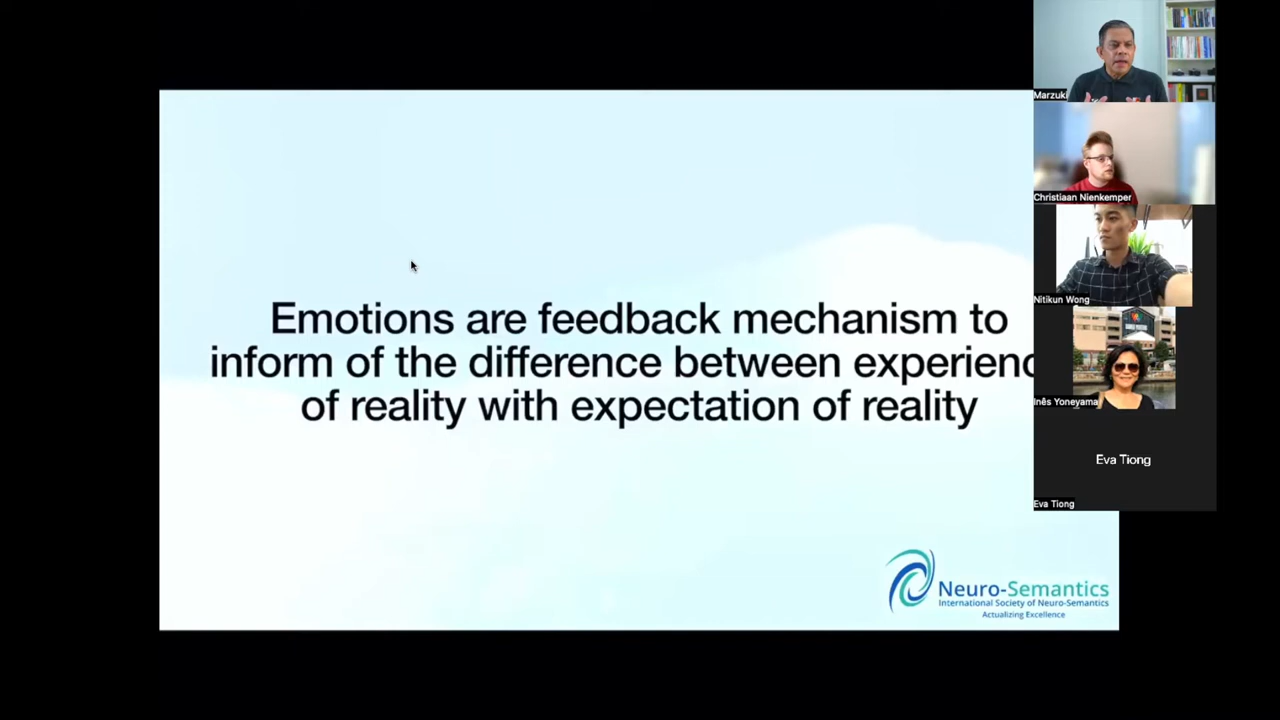 Emotions are feedback mechanism to
inform of the difference between experienc
of reality with expectation of reality
Neuro-Semantics
International Society of Neuro-Semantics
Actualizing Excellence
Marzuki
Christiaan Nienkemper
Nitikun Wong
Inês Yoneyama
Eva Tiong
Eva Tiong